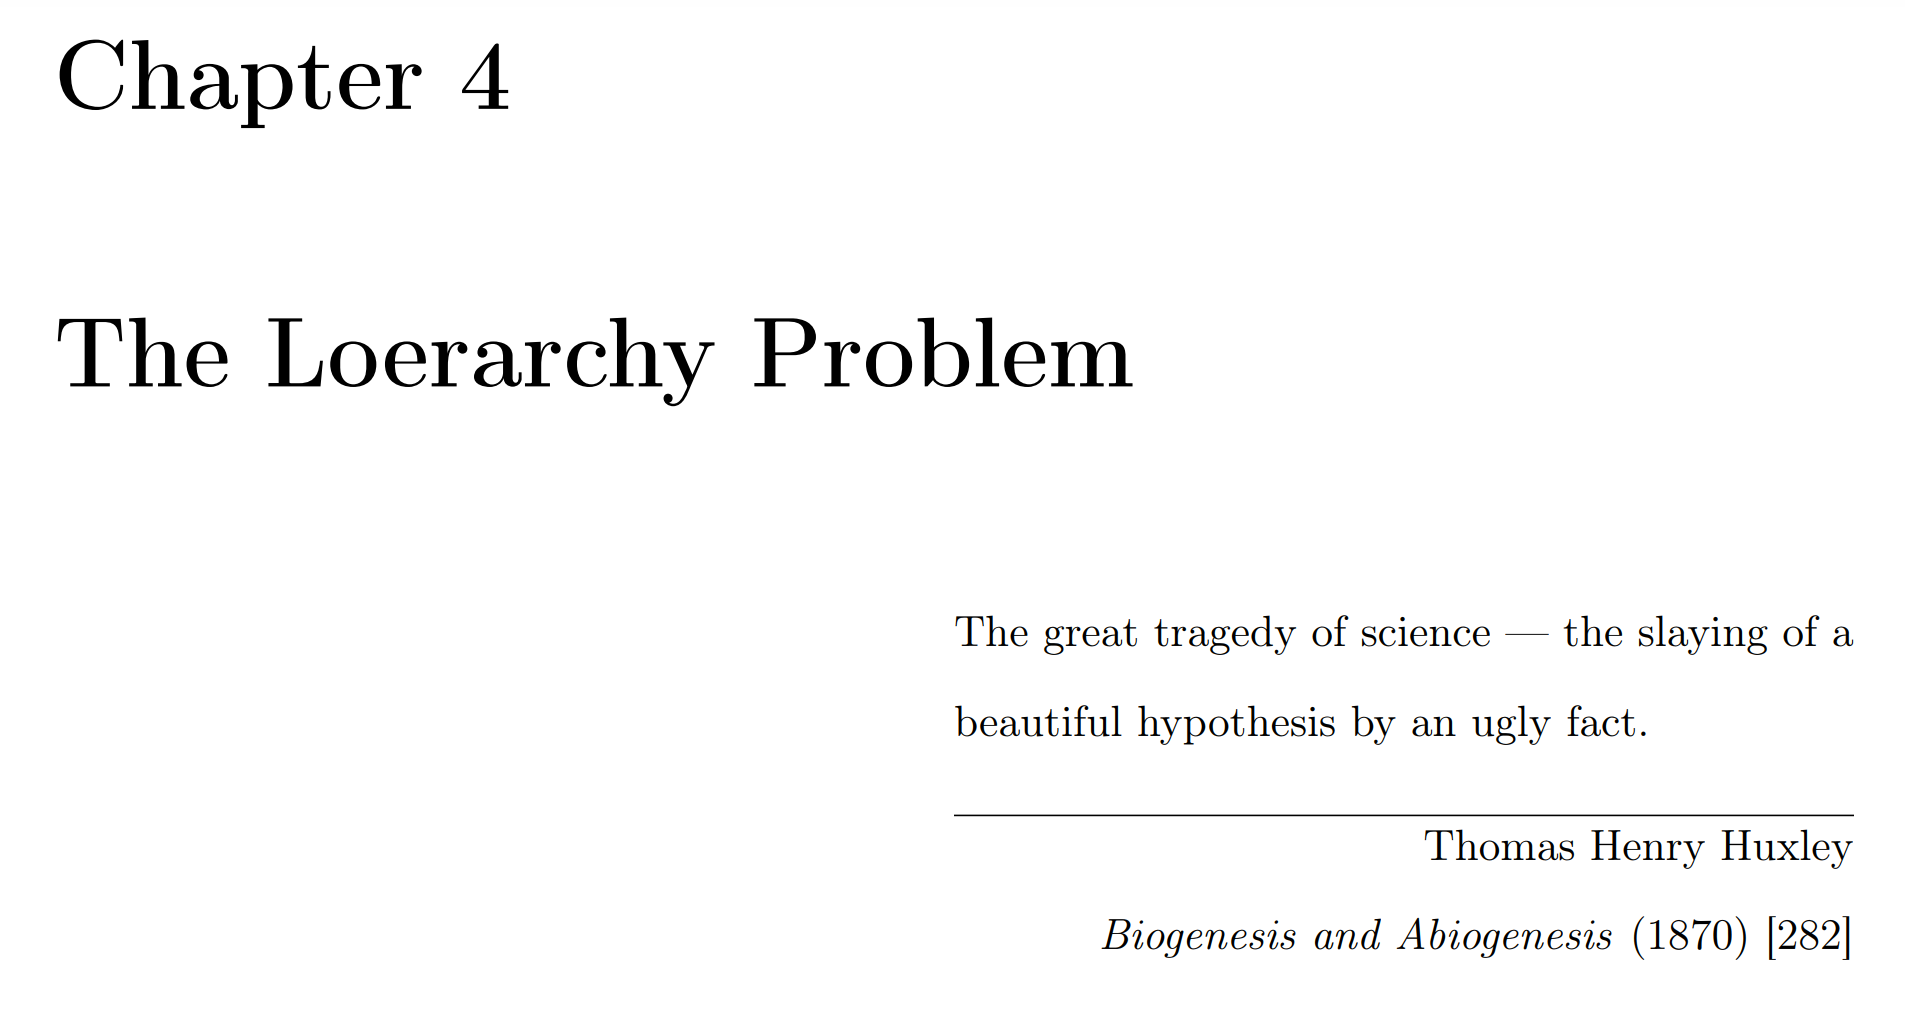 Chapter 4
The Loerarchy Problem
The great tragedy of science — the slaying of a
beautiful hypothesis by an ugly fact.
Thomas Henry Huxley
Biogenesis and Abiogenesis (1870) [282]